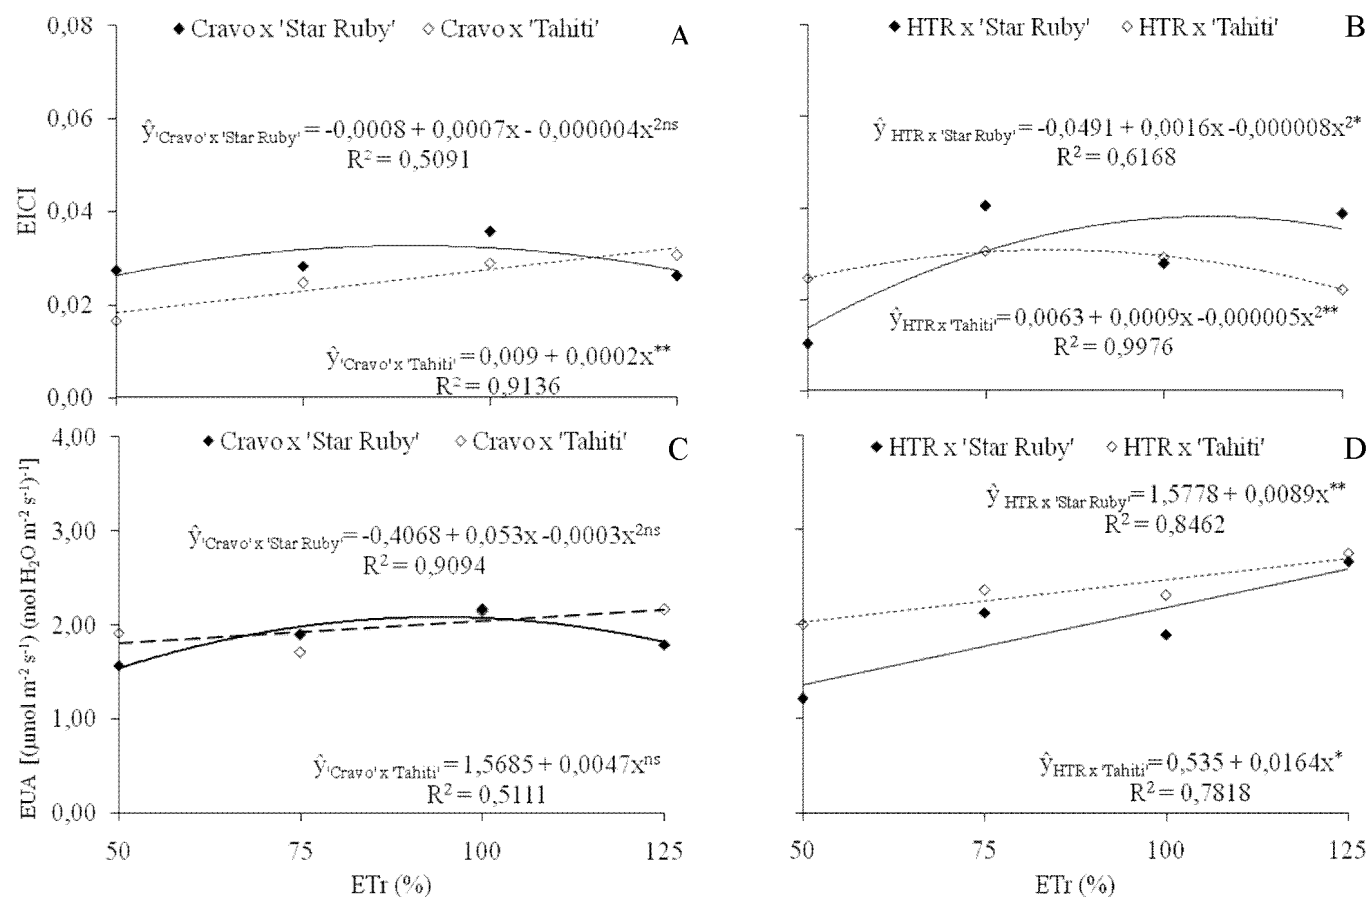 Cravo x 'Star Ruby' Cravo x 'Tahiti' A
0,08
0,06
0,04
0,02
0,00
EICI
ŷ'Cravo' x 'Star Ruby' = -0,0008 + 0,0007x - 0,000004x²ⁿˢ
R² = 0,5091
ŷ'Cravo' x 'Tahiti' = 0,009 + 0,0002x**
R² = 0,9136
HTR x 'Star Ruby' HTR x 'Tahiti' B
ŷ HTR x 'Star Ruby' = -0,0491 + 0,0016x -0,000008x²*
R² = 0,6168
ŷHTR x 'Tahiti' = 0,0063 + 0,0009x -0,000005x²**
R² = 0,9976
Cravo x 'Star Ruby' Cravo x 'Tahiti' C
4,00
3,00
2,00
1,00
0,00
EUA [(µmol m⁻² s⁻¹) (mol H₂O m⁻² s⁻¹)⁻¹]
ŷ'Cravo' x 'Star Ruby' = -0,4068 + 0,053x -0,0003x²ⁿˢ
R² = 0,9094
ŷ'Cravo' x 'Tahiti' = 1,5685 + 0,0047xⁿˢ
R² = 0,5111
50 75 100 125
ETr (%)
HTR x 'Star Ruby' HTR x 'Tahiti' D
ŷ HTR x 'Star Ruby' = 1,5778 + 0,0089x**
R² = 0,8462
ŷHTR x 'Tahiti' = 0,535 + 0,0164x*
R² = 0,7818
50 75 100 125
ETr (%)